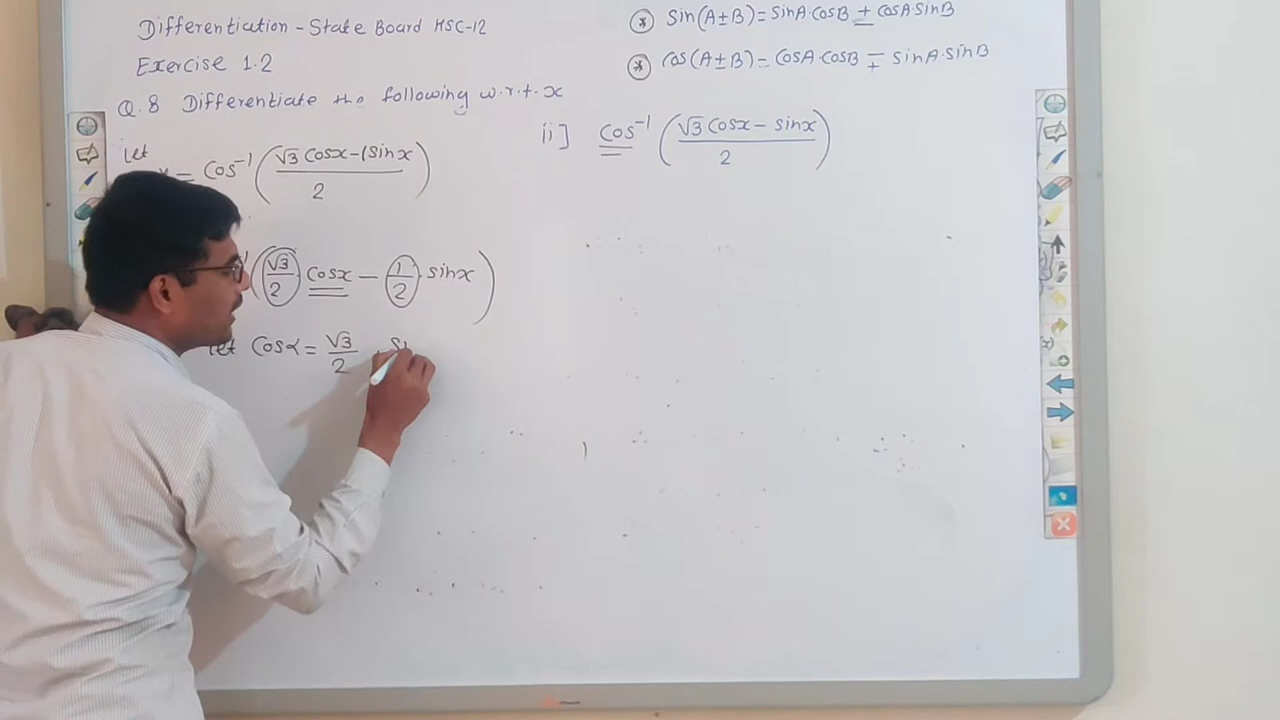 Differentiation - State Board HSC-12
Exercise 1.2
Q.8 Differentiate the following w.r.t. x
Let
= Cos⁻¹ ( (√3 Cosx - 1 Sinx) / 2 )
( √3/2 Cosx - 1/2 · sinx )
let Cosα = √3/2 , Si
* Sin(A±B) = SinA·CosB ± CosA·SinB
* Cos(A±B) = CosA·CosB ∓ SinA·SinB
ii] Cos⁻¹ ( (√3 Cosx - Sinx) / 2 )